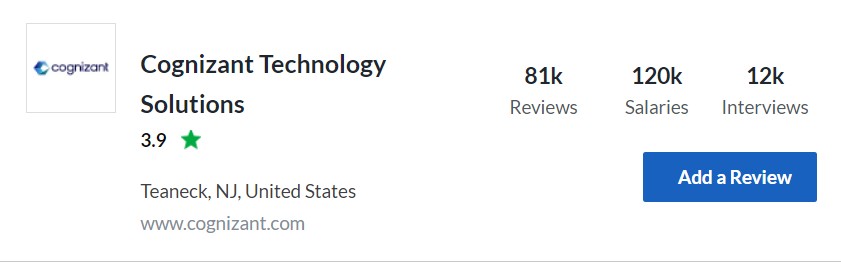 cognizant
Cognizant Technology
Solutions
3.9
Teaneck, NJ, United States
www.cognizant.com
81k
Reviews
120k
Salaries
12k
Interviews
Add a Review